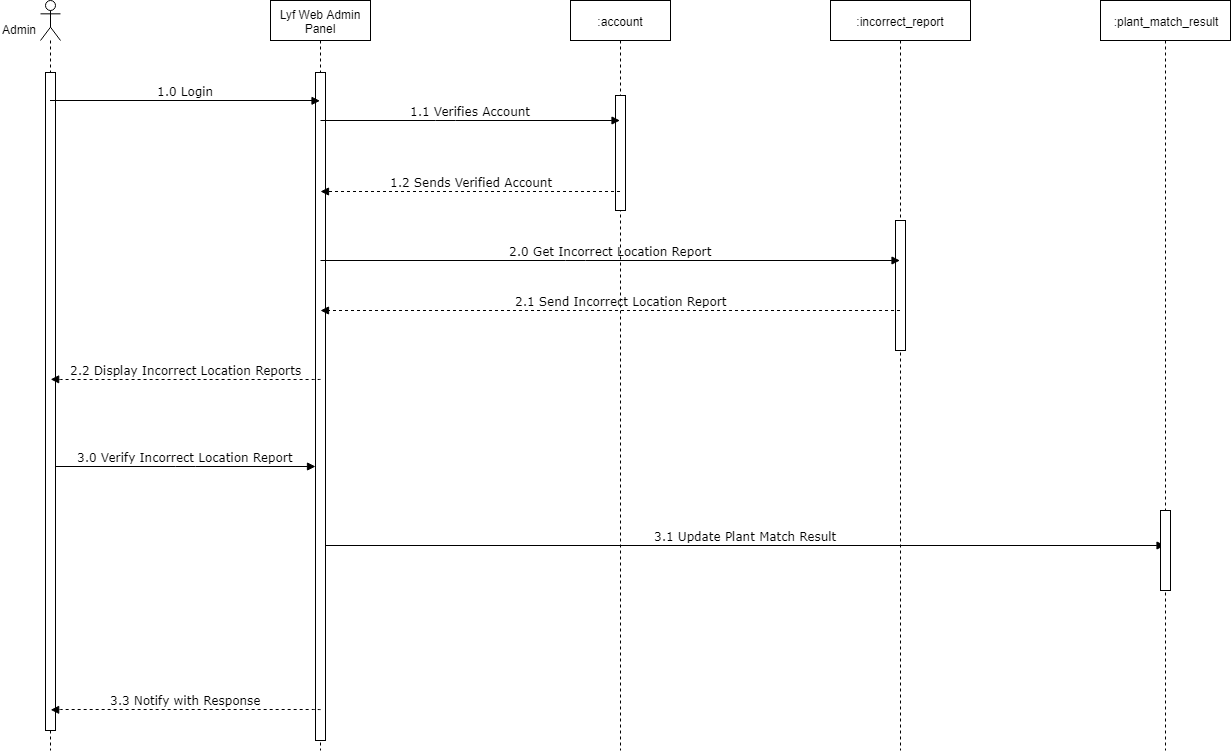 Admin
Lyf Web Admin
Panel
:account
:incorrect_report
:plant_match_result
1.0 Login
1.1 Verifies Account
1.2 Sends Verified Account
2.0 Get Incorrect Location Report
2.1 Send Incorrect Location Report
2.2 Display Incorrect Location Reports
3.0 Verify Incorrect Location Report
3.1 Update Plant Match Result
3.3 Notify with Response